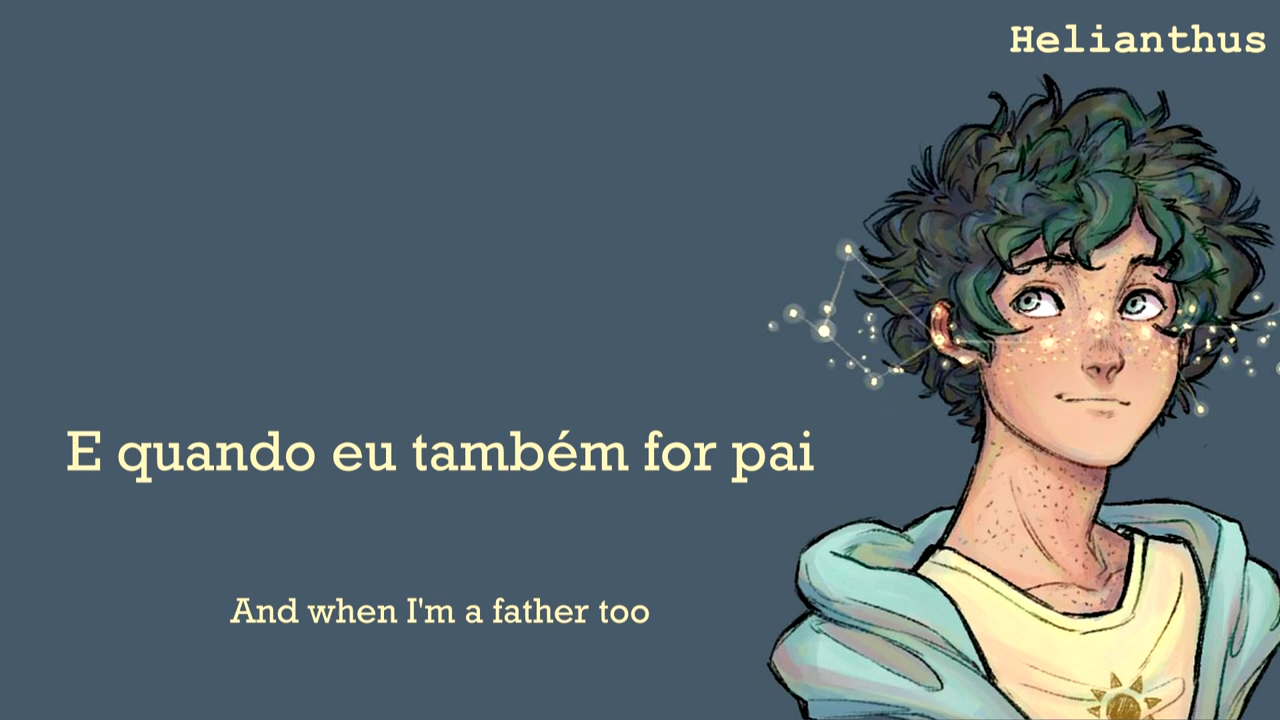 Helianthus
E quando eu também for pai
And when I'm a father too